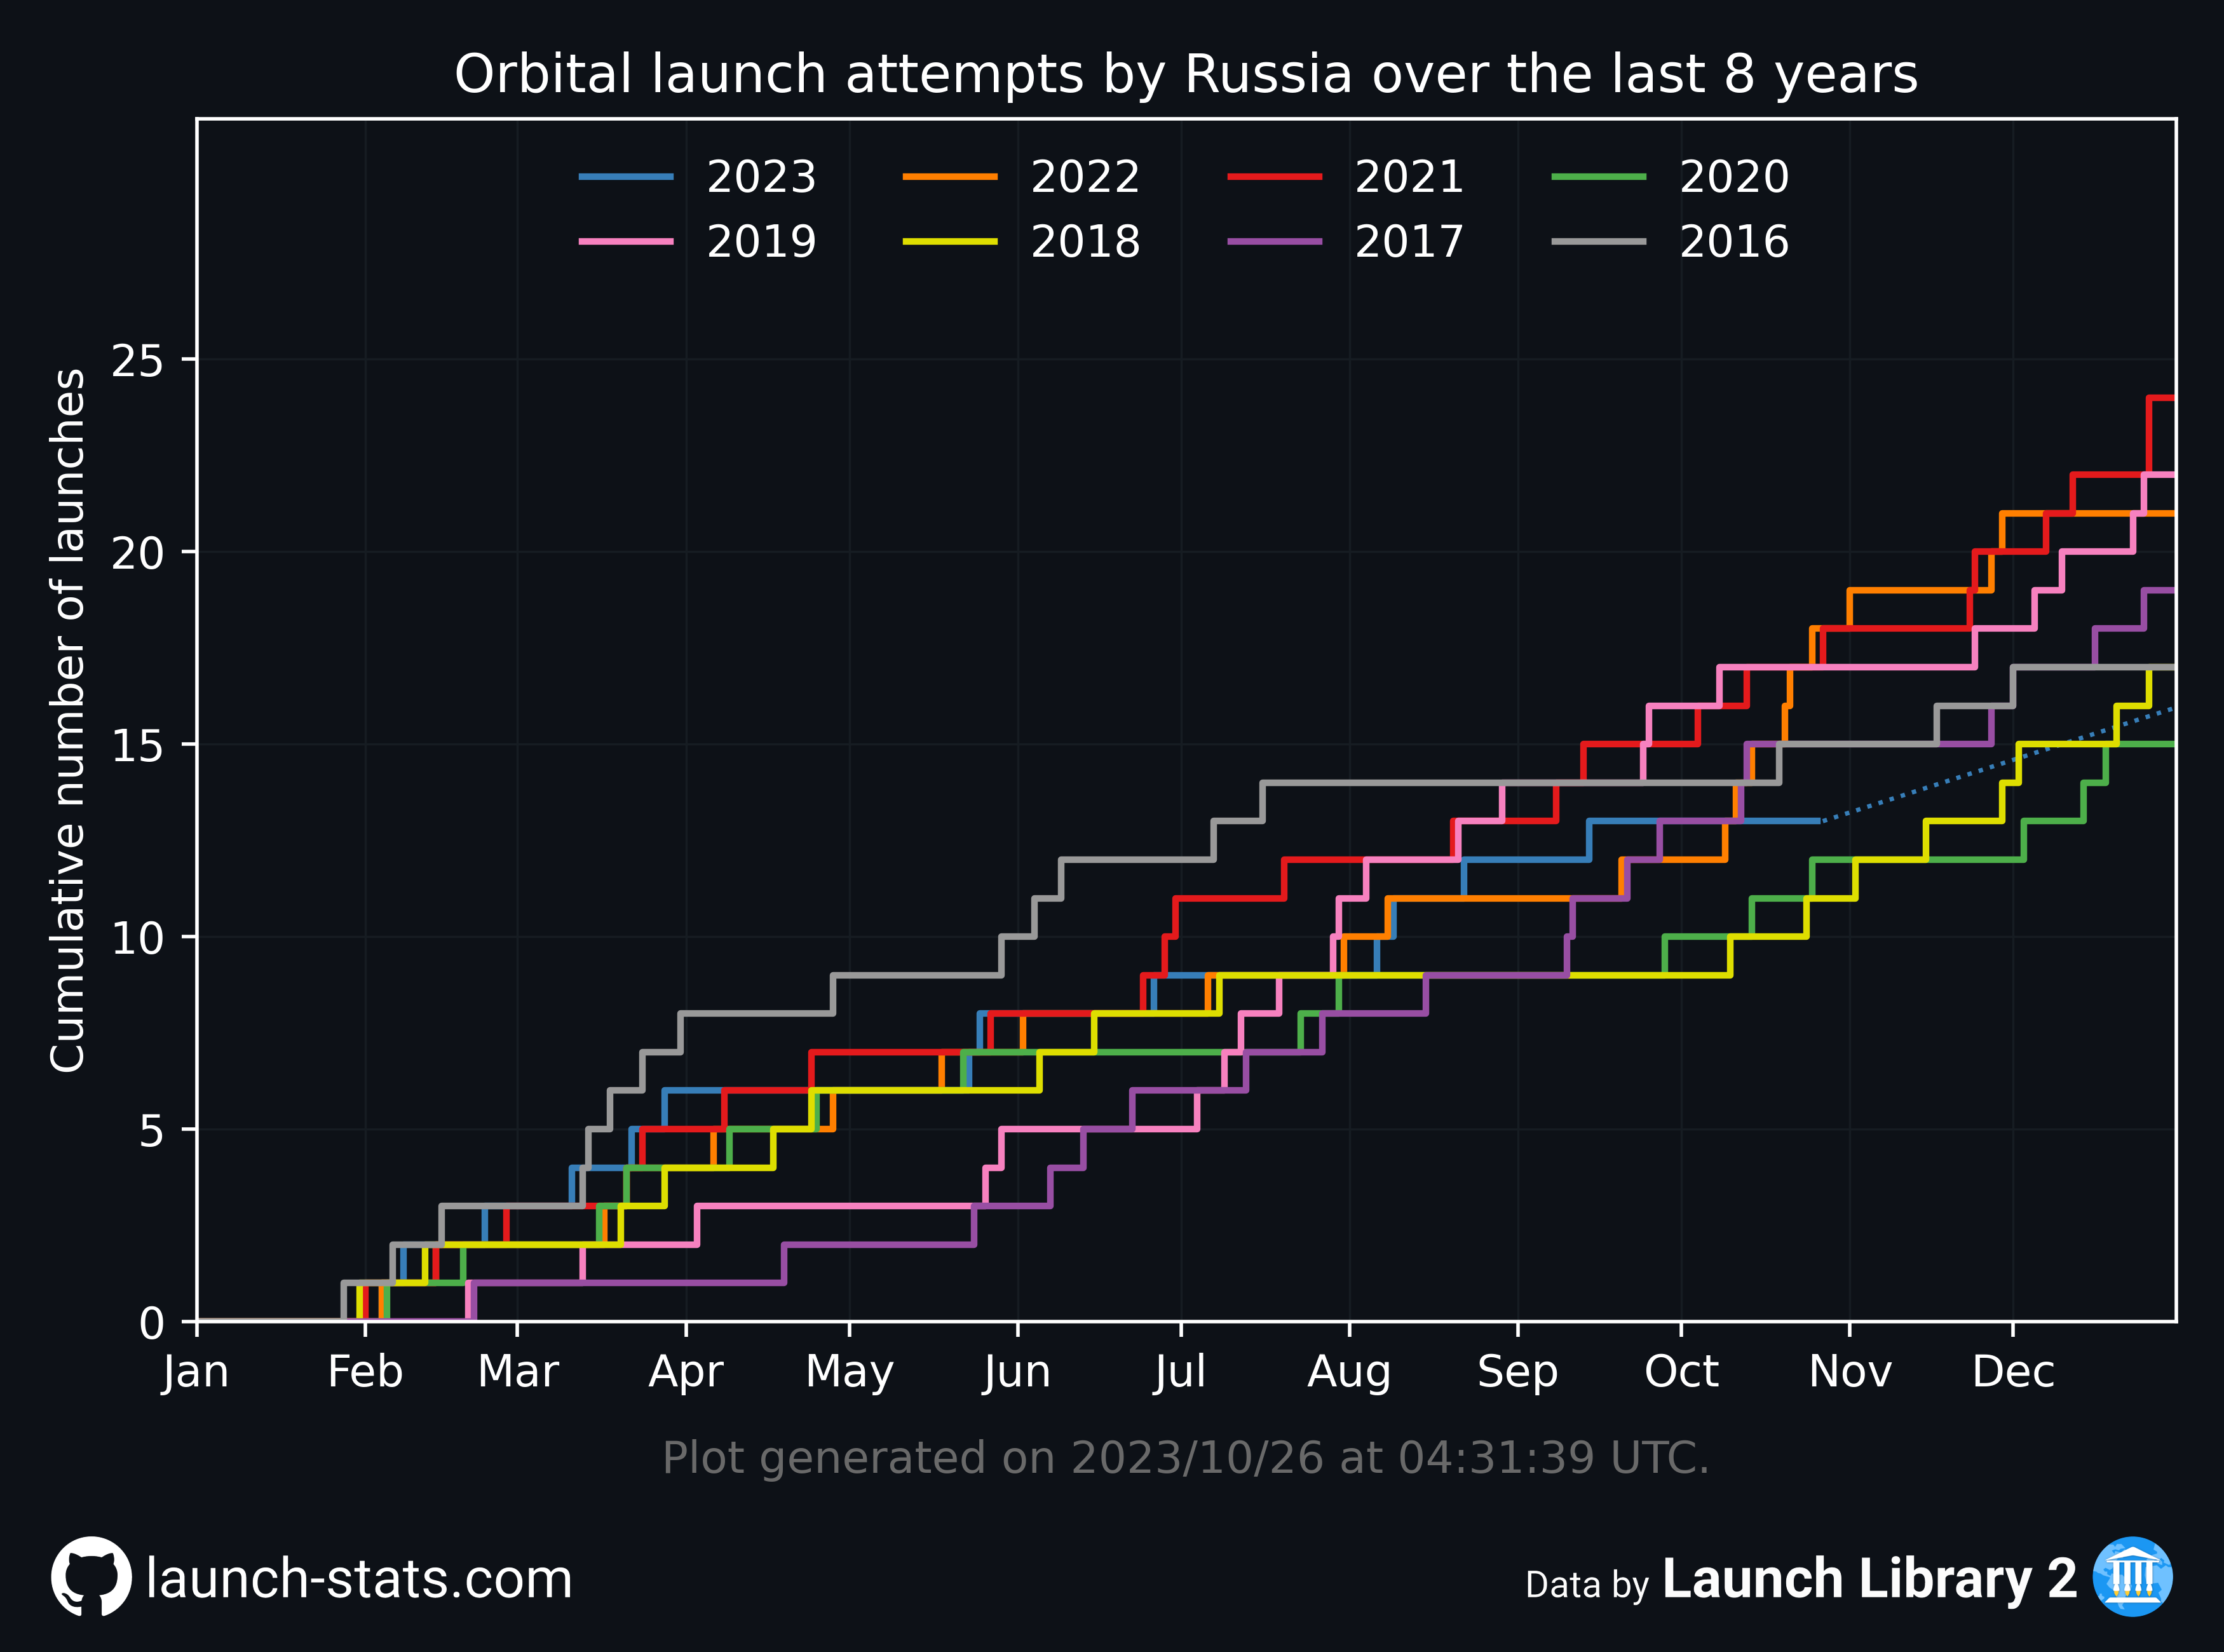 Orbital launch attempts by Russia over the last 8 years
2023 2022 2021 2020
2019 2018 2017 2016
Cumulative number of launches
25
20
15
10
5
0
Jan Feb Mar Apr May Jun Jul Aug Sep Oct Nov Dec
Plot generated on 2023/10/26 at 04:31:39 UTC.
launch-stats.com
Data by Launch Library 2